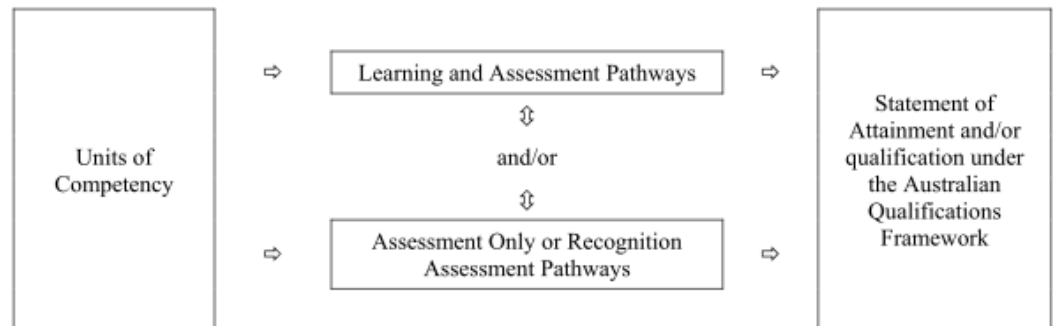 Units of
Competency
⇨
Learning and Assessment Pathways
⇨
⇳
and/or
⇳
⇨
Assessment Only or Recognition
Assessment Pathways
⇨
Statement of
Attainment and/or
qualification under
the Australian
Qualifications
Framework